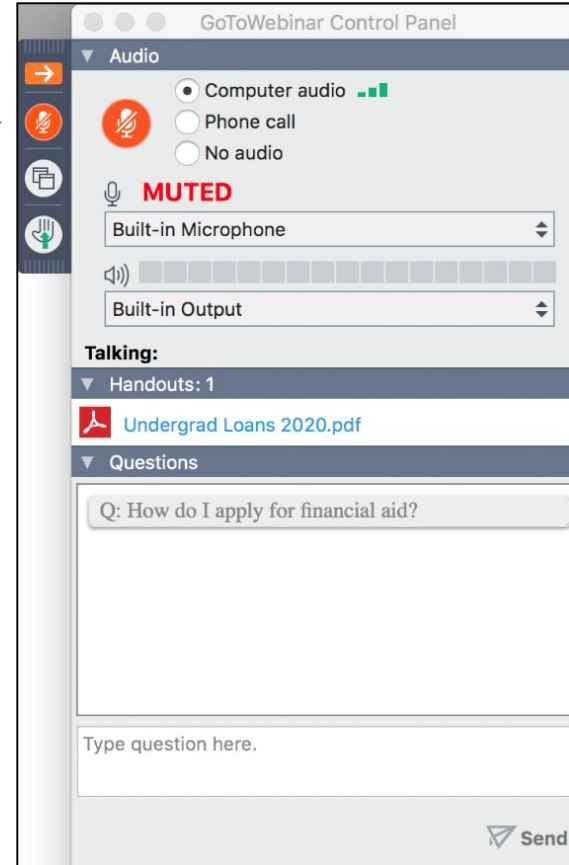 GoToWebinar Control Panel
Audio
Computer audio
Phone call
No audio
MUTED
Built-in Microphone
Built-in Output
Talking:
Handouts: 1
Undergrad Loans 2020.pdf
Questions
Q: How do I apply for financial aid?
Type question here.
Send